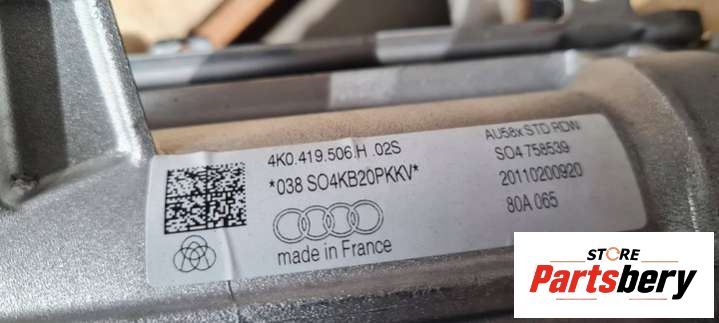 4K0.419.506.H .02S
*038 SO4KB20PKKV*
made in France
AU58x STD RDW
SO4 758539
20110200920
80A 065
STORE
Partsbery